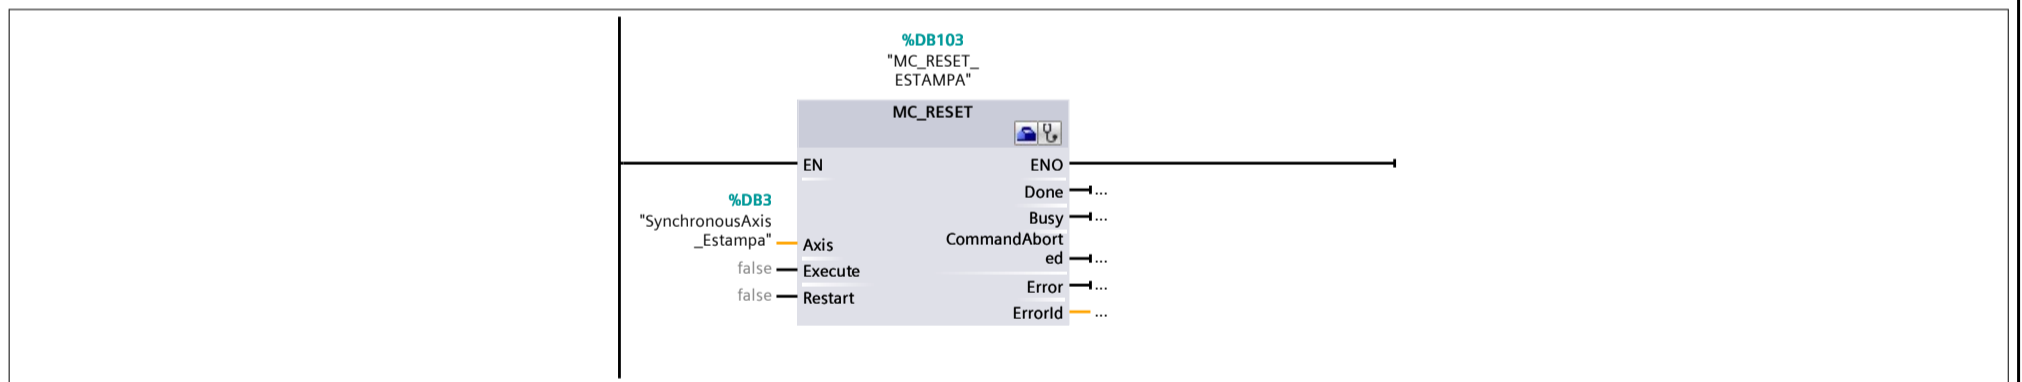 %DB103
"MC_RESET_
ESTAMPA"
MC_RESET
EN
ENO
Done ...
%DB3
"SynchronousAxis
_Estampa"
Busy ...
Axis
CommandAbort
ed ...
false
Execute
Error ...
false
Restart
ErrorId ...